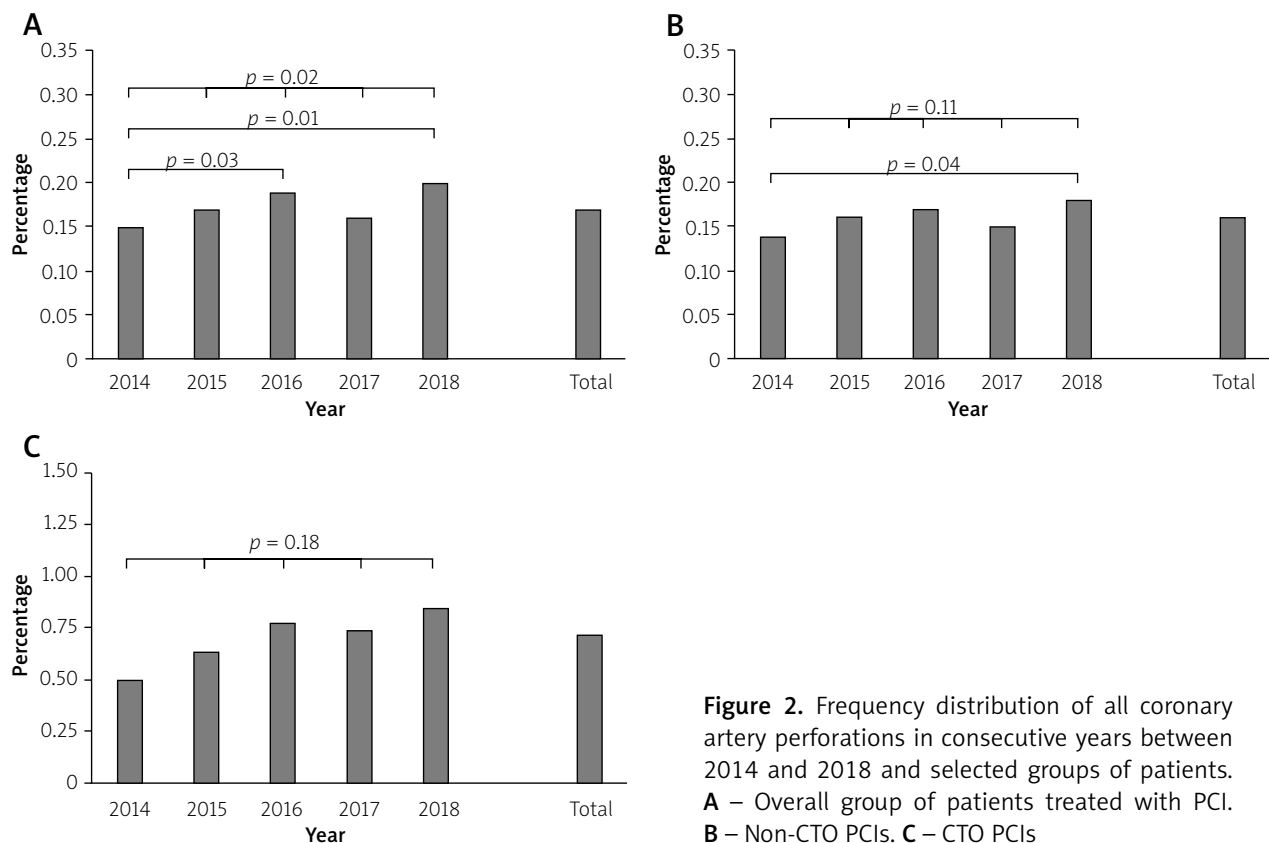 A
Percentage
0.35
0.30
0.25
0.20
0.15
0.10
0.05
0
p = 0.02
p = 0.01
p = 0.03
2014 2015 2016 2017 2018 Total
Year
B
Percentage
0.35
0.30
0.25
0.20
0.15
0.10
0.05
0
p = 0.11
p = 0.04
2014 2015 2016 2017 2018 Total
Year
C
Percentage
1.50
1.25
1.00
0.75
0.50
0.25
0
p = 0.18
2014 2015 2016 2017 2018 Total
Year
Figure 2. Frequency distribution of all coronary
artery perforations in consecutive years between
2014 and 2018 and selected groups of patients.
A – Overall group of patients treated with PCI.
B – Non-CTO PCIs. C – CTO PCIs